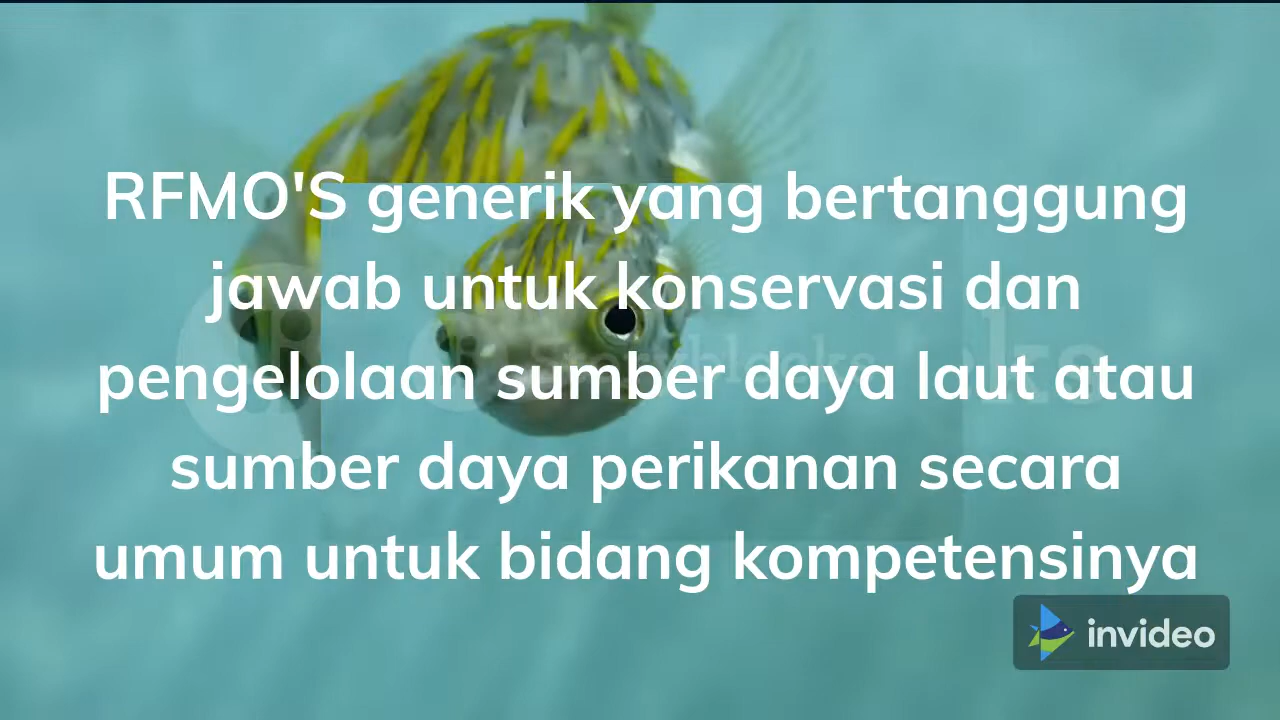 RFMO'S generik yang bertanggung
jawab untuk konservasi dan
pengelolaan sumber daya laut atau
sumber daya perikanan secara
umum untuk bidang kompetensinya
invideo